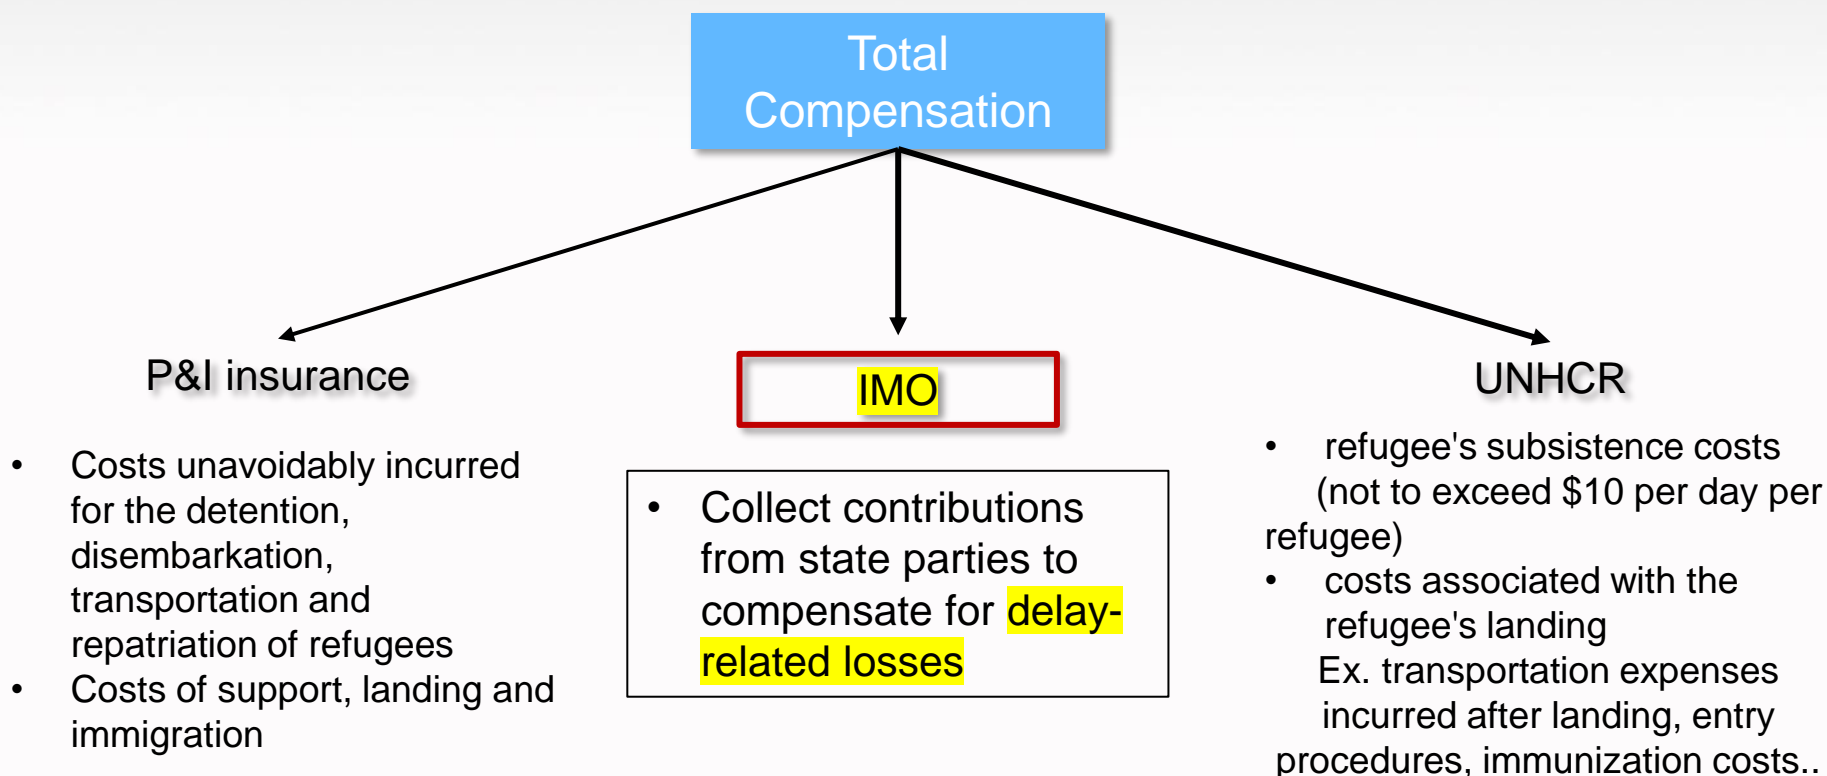 Total
Compensation
P&I insurance
• Costs unavoidably incurred
for the detention,
disembarkation,
transportation and
repatriation of refugees
• Costs of support, landing and
immigration
IMO
• Collect contributions
from state parties to
compensate for delay-
related losses
UNHCR
• refugee's subsistence costs
(not to exceed $10 per day per
refugee)
• costs associated with the
refugee's landing
Ex. transportation expenses
incurred after landing, entry
procedures, immunization costs..